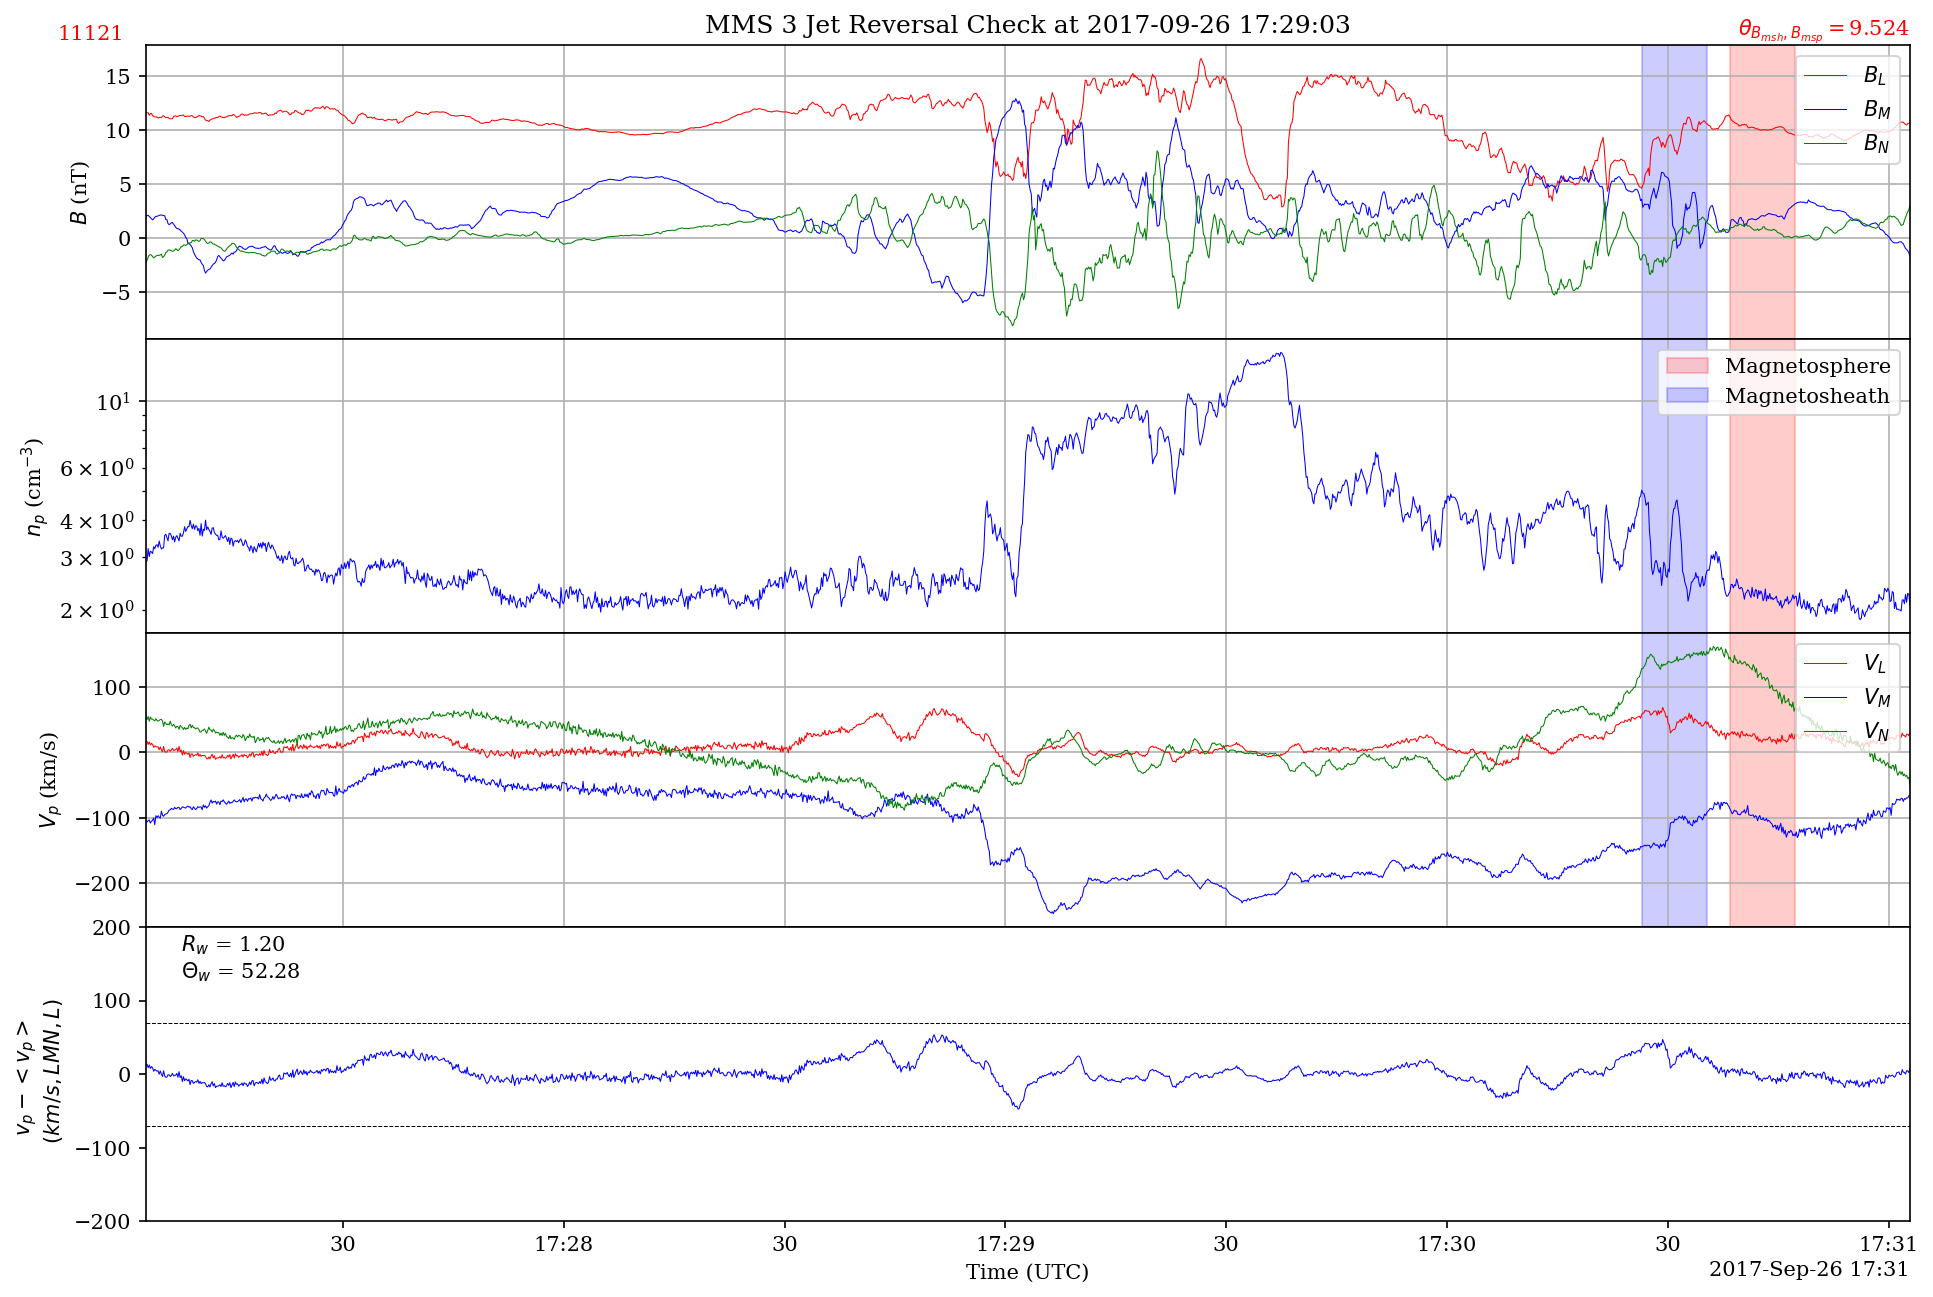 11121
MMS 3 Jet Reversal Check at 2017-09-26 17:29:03
θ_{B_{msh}, B_{msp}} = 9.524
15
10
5
0
−5
B (nT)
B_L
B_M
B_N
10^1
6 × 10^0
4 × 10^0
3 × 10^0
2 × 10^0
n_p (cm^{−3})
Magnetosphere
Magnetosheath
100
0
−100
−200
V_p (km/s)
V_L
V_M
V_N
200
100
0
−100
−200
v_p − < v_p >
(km/s, LMN, L)
R_w = 1.20
Θ_w = 52.28
30
17:28
30
17:29
30
17:30
30
17:31
Time (UTC)
2017-Sep-26 17:31